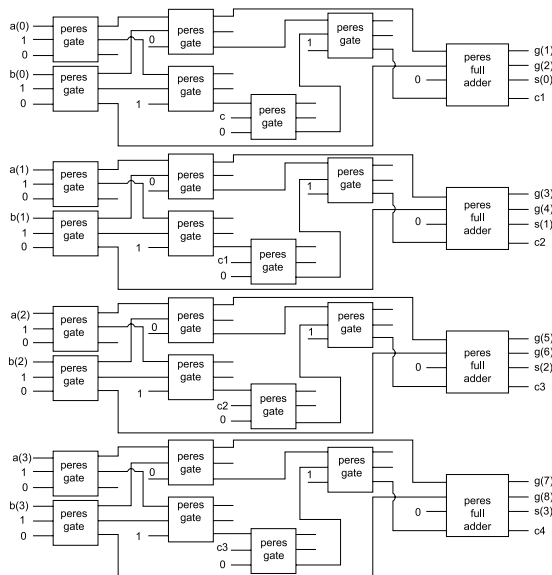 a(0)
1
0
peres gate
b(0)
1
0
peres gate
peres gate
0
peres gate
1
peres gate
c
0
peres gate
1
peres full adder
0
g(1)
g(2)
s(0)
c1
a(1)
1
0
peres gate
b(1)
1
0
peres gate
peres gate
0
peres gate
1
peres gate
c1
0
peres gate
1
peres full adder
0
g(3)
g(4)
s(1)
c2
a(2)
1
0
peres gate
b(2)
1
0
peres gate
peres gate
0
peres gate
1
peres gate
c2
0
peres gate
1
peres full adder
0
g(5)
g(6)
s(2)
c3
a(3)
1
0
peres gate
b(3)
1
0
peres gate
peres gate
0
peres gate
1
peres gate
c3
0
peres gate
1
peres full adder
0
g(7)
g(8)
s(3)
c4